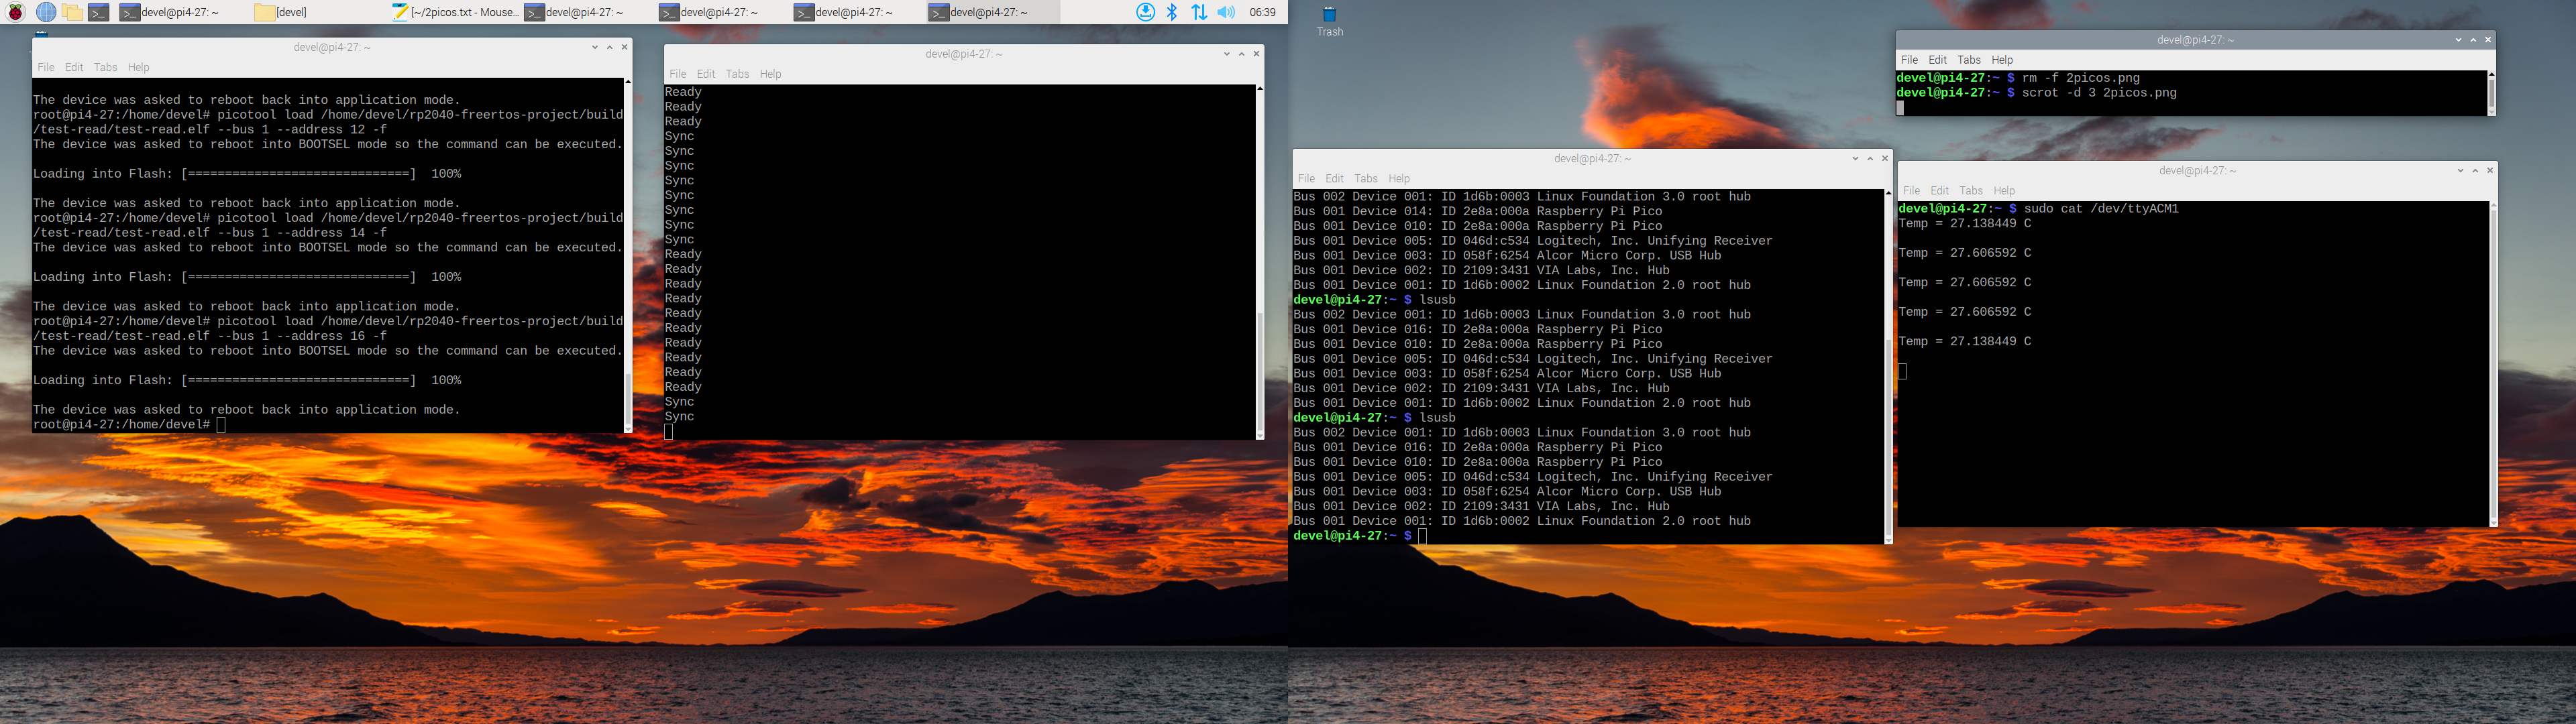 devel@pi4-27: ~
[devel]
[~/2picos.txt - Mouse...
devel@pi4-27: ~
devel@pi4-27: ~
devel@pi4-27: ~
devel@pi4-27: ~
06:39
devel@pi4-27: ~
File Edit Tabs Help
The device was asked to reboot back into application mode.
root@pi4-27:/home/devel# picotool load /home/devel/rp2040-freertos-project/build
/test-read/test-read.elf --bus 1 --address 12 -f
The device was asked to reboot into BOOTSEL mode so the command can be executed.
Loading into Flash: [==============================]  100%
The device was asked to reboot back into application mode.
root@pi4-27:/home/devel# picotool load /home/devel/rp2040-freertos-project/build
/test-read/test-read.elf --bus 1 --address 14 -f
The device was asked to reboot into BOOTSEL mode so the command can be executed.
Loading into Flash: [==============================]  100%
The device was asked to reboot back into application mode.
root@pi4-27:/home/devel# picotool load /home/devel/rp2040-freertos-project/build
/test-read/test-read.elf --bus 1 --address 16 -f
The device was asked to reboot into BOOTSEL mode so the command can be executed.
Loading into Flash: [==============================]  100%
The device was asked to reboot back into application mode.
root@pi4-27:/home/devel#
devel@pi4-27: ~
File Edit Tabs Help
Ready
Ready
Ready
Sync
Sync
Sync
Sync
Sync
Sync
Sync
Sync
Ready
Ready
Ready
Ready
Ready
Ready
Ready
Ready
Ready
Ready
Sync
Sync
Trash
devel@pi4-27: ~
File Edit Tabs Help
Bus 002 Device 001: ID 1d6b:0003 Linux Foundation 3.0 root hub
Bus 001 Device 014: ID 2e8a:000a Raspberry Pi Pico
Bus 001 Device 010: ID 2e8a:000a Raspberry Pi Pico
Bus 001 Device 005: ID 046d:c534 Logitech, Inc. Unifying Receiver
Bus 001 Device 003: ID 058f:6254 Alcor Micro Corp. USB Hub
Bus 001 Device 002: ID 2109:3431 VIA Labs, Inc. Hub
Bus 001 Device 001: ID 1d6b:0002 Linux Foundation 2.0 root hub
devel@pi4-27:~ $ lsusb
Bus 002 Device 001: ID 1d6b:0003 Linux Foundation 3.0 root hub
Bus 001 Device 016: ID 2e8a:000a Raspberry Pi Pico
Bus 001 Device 010: ID 2e8a:000a Raspberry Pi Pico
Bus 001 Device 005: ID 046d:c534 Logitech, Inc. Unifying Receiver
Bus 001 Device 003: ID 058f:6254 Alcor Micro Corp. USB Hub
Bus 001 Device 002: ID 2109:3431 VIA Labs, Inc. Hub
Bus 001 Device 001: ID 1d6b:0002 Linux Foundation 2.0 root hub
devel@pi4-27:~ $ lsusb
Bus 002 Device 001: ID 1d6b:0003 Linux Foundation 3.0 root hub
Bus 001 Device 016: ID 2e8a:000a Raspberry Pi Pico
Bus 001 Device 010: ID 2e8a:000a Raspberry Pi Pico
Bus 001 Device 005: ID 046d:c534 Logitech, Inc. Unifying Receiver
Bus 001 Device 003: ID 058f:6254 Alcor Micro Corp. USB Hub
Bus 001 Device 002: ID 2109:3431 VIA Labs, Inc. Hub
Bus 001 Device 001: ID 1d6b:0002 Linux Foundation 2.0 root hub
devel@pi4-27:~ $
devel@pi4-27: ~
File Edit Tabs Help
devel@pi4-27:~ $ rm -f 2picos.png
devel@pi4-27:~ $ scrot -d 3 2picos.png
devel@pi4-27: ~
File Edit Tabs Help
devel@pi4-27:~ $ sudo cat /dev/ttyACM1
Temp = 27.138449 C
Temp = 27.606592 C
Temp = 27.606592 C
Temp = 27.606592 C
Temp = 27.138449 C